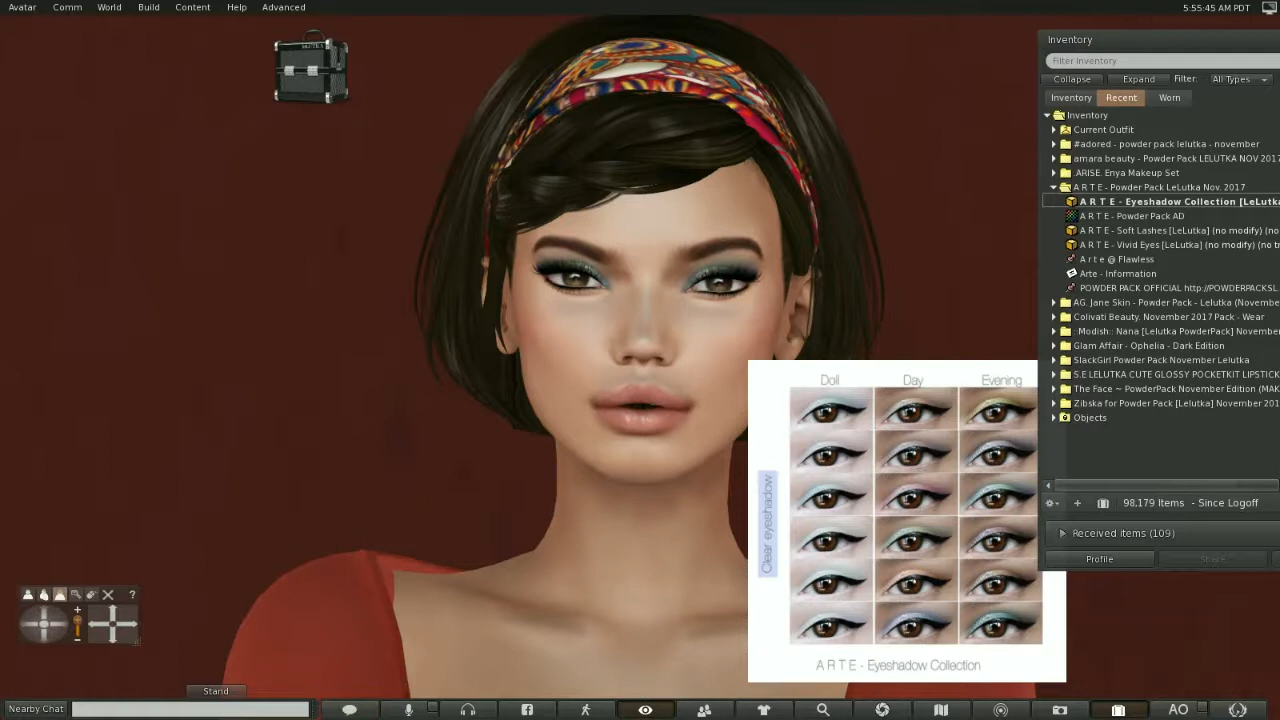 Avatar Comm World Build Content Help Advanced
5:55:45 AM PDT
LELUTKA
Inventory
Filter Inventory
Collapse Expand Filter: All Types
Inventory Recent Worn
Inventory
Current Outfit
#adored - powder pack lelutka - november
amara beauty - Powder Pack LELUTKA NOV 2017
.ARISE. Enya Makeup Set
A R T E - Powder Pack LeLutka Nov. 2017
A R T E - Eyeshadow Collection [LeLutka
A R T E - Powder Pack AD
A R T E - Soft Lashes [LeLutka] (no modify) (no
A R T E - Vivid Eyes [LeLutka] (no modify) (no tr
A r t e @ Flawless
Arte - Information
POWDER PACK OFFICIAL http://POWDERPACKSL.
AG. Jane Skin - Powder Pack - Lelutka (Novembe
Colivati Beauty. November 2017 Pack - Wear
::Modish:: Nana [Lelutka PowderPack] November
Glam Affair - Ophelia - Dark Edition
SlackGirl Powder Pack November Lelutka
S.E LELUTKA CUTE GLOSSY POCKETKIT LIPSTICK
The Face ~ PowderPack November Edition (MAK
Zibska for Powder Pack [Lelutka] November 201
Objects
98,179 Items - Since Logoff
Received items (109)
Profile Share
Doll Day Evening
Clear eyeshadow
A R T E - Eyeshadow Collection
?
Stand
Nearby Chat
AO